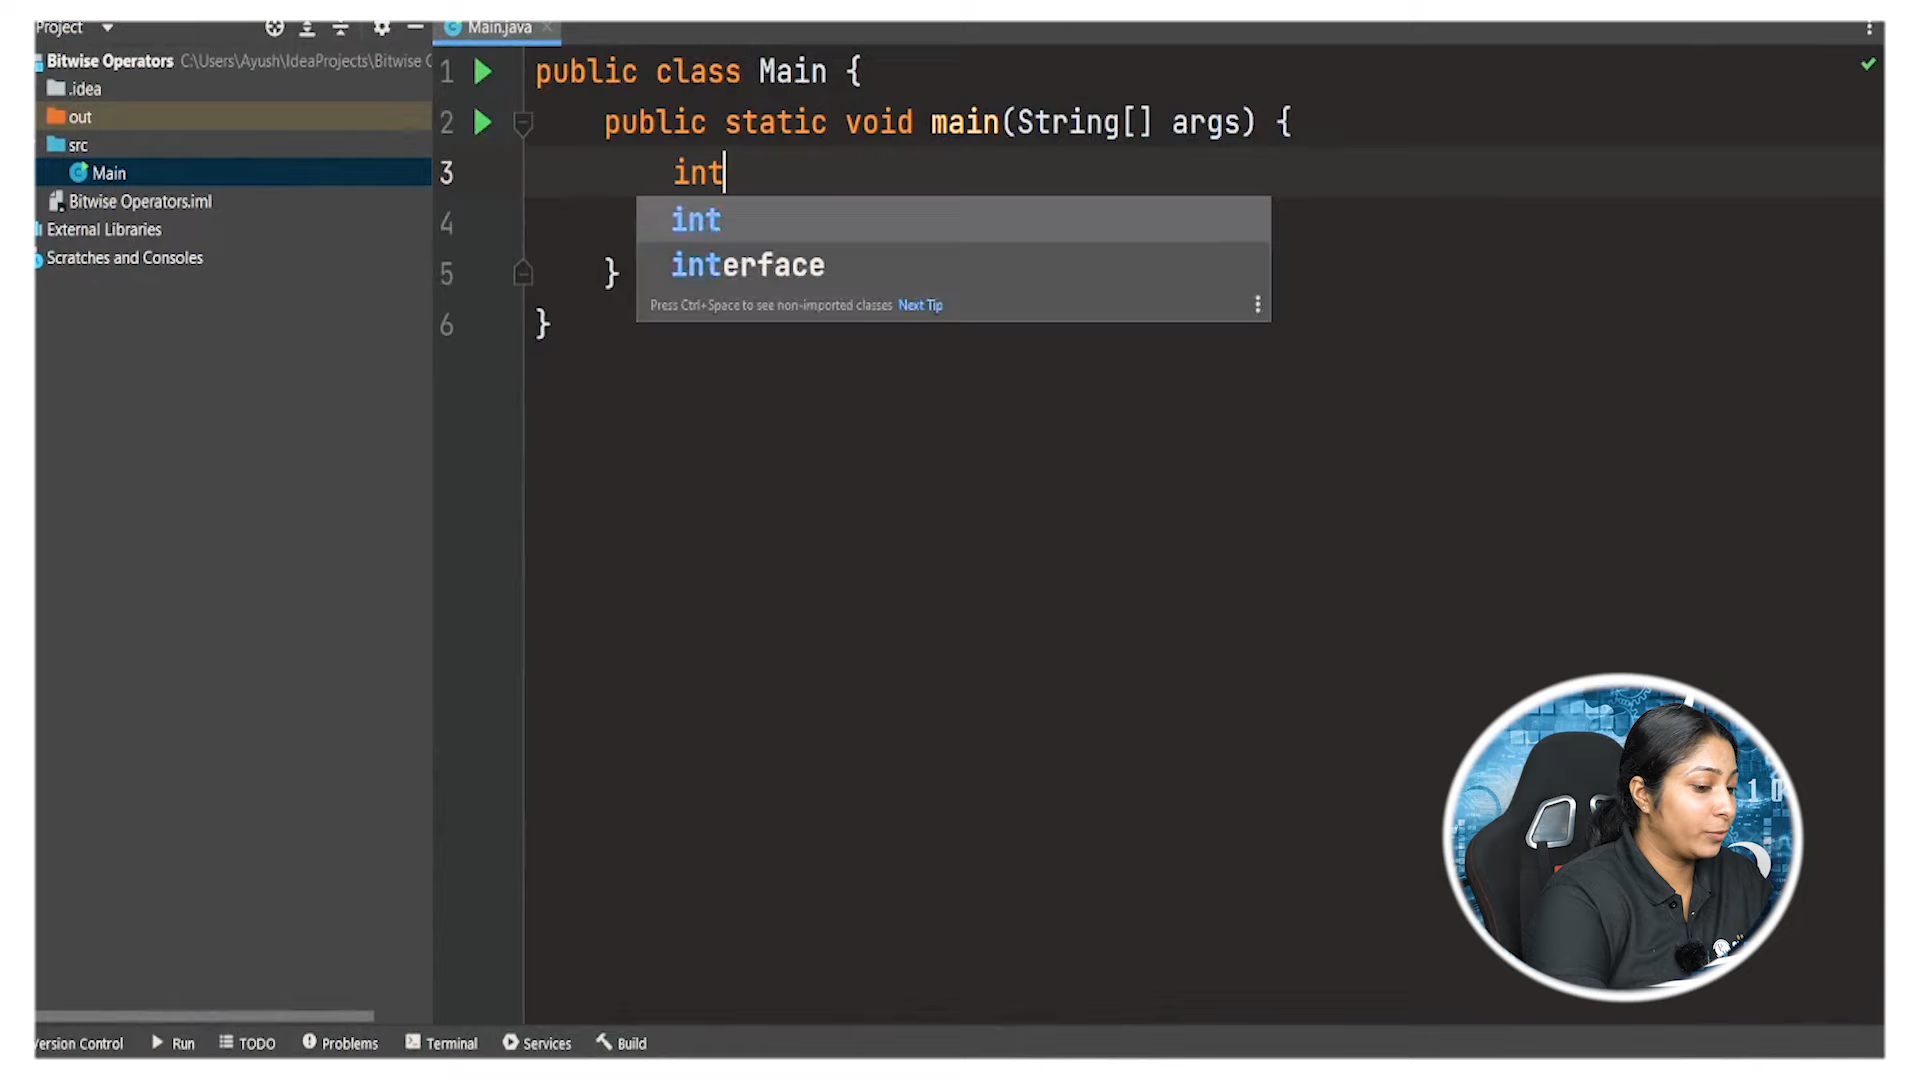 Project
Main.java
Bitwise Operators C:\Users\Ayush\IdeaProjects\Bitwise
.idea
out
src
Main
Bitwise Operators.iml
External Libraries
Scratches and Consoles
1 public class Main {
2 public static void main(String[] args) {
3 int
4
5 }
6 }
int
interface
Press Ctrl+Space to see non-imported classes Next Tip
Version Control Run TODO Problems Terminal Services Build